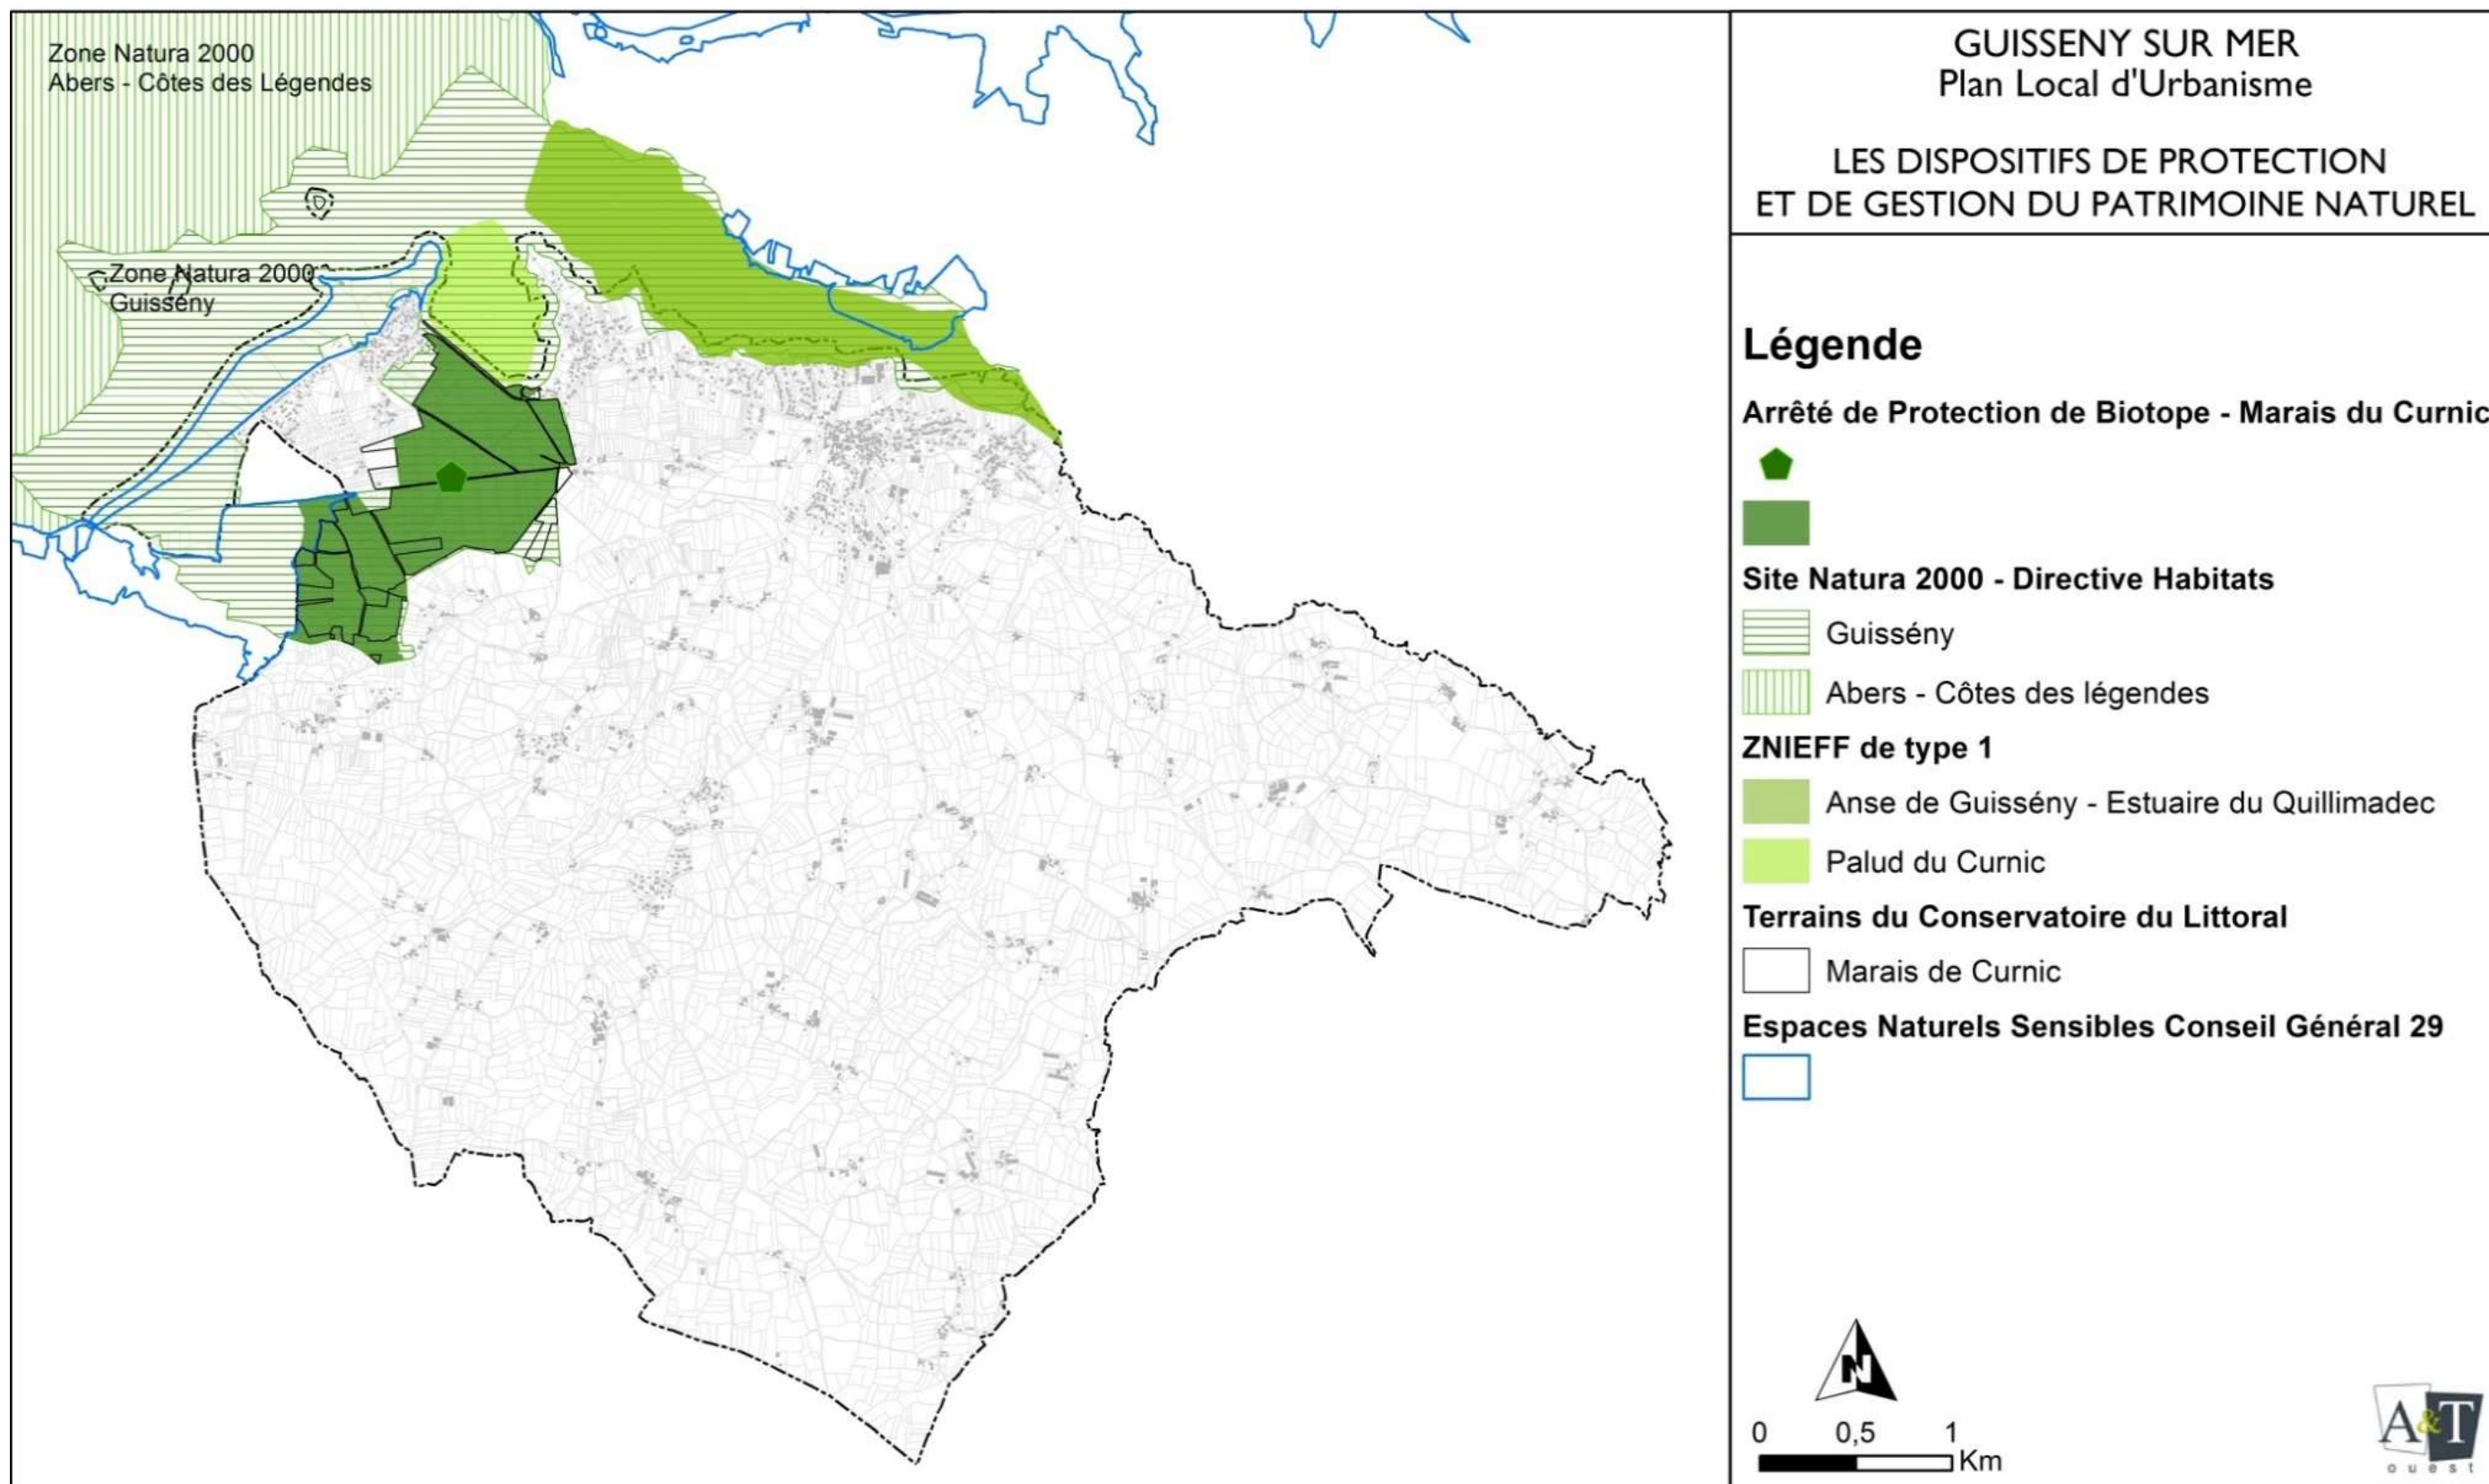 Zone Natura 2000
Abers - Côtes des Légendes
Zone Natura 2000
Guissény
GUISSENY SUR MER
Plan Local d'Urbanisme
LES DISPOSITIFS DE PROTECTION
ET DE GESTION DU PATRIMOINE NATUREL
Légende
Arrêté de Protection de Biotope - Marais du Curnic
Site Natura 2000 - Directive Habitats
Guissény
Abers - Côtes des légendes
ZNIEFF de type 1
Anse de Guissény - Estuaire du Quillimadec
Palud du Curnic
Terrains du Conservatoire du Littoral
Marais de Curnic
Espaces Naturels Sensibles Conseil Général 29
N
0 0,5 1
Km
A&T
ouest